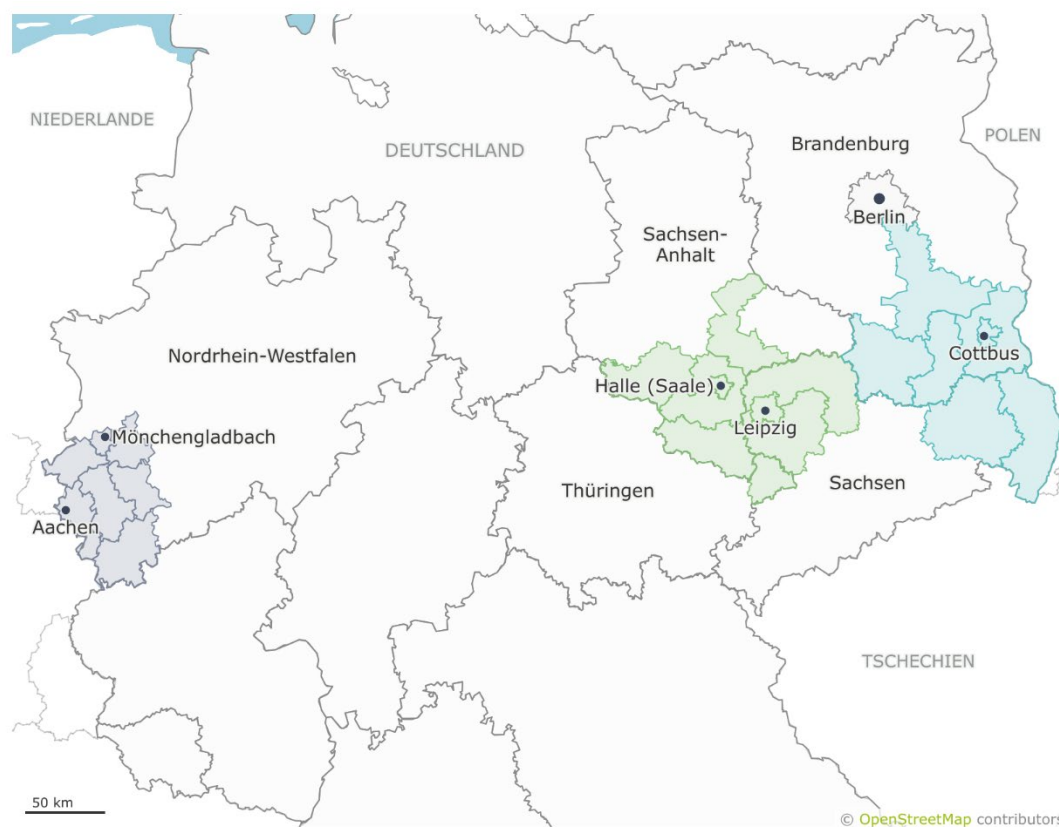 NIEDERLANDE
DEUTSCHLAND
Brandenburg
POLEN
Berlin
Sachsen-
Anhalt
Nordrhein-Westfalen
Cottbus
Halle (Saale)
Leipzig
Mönchengladbach
Thüringen
Sachsen
Aachen
TSCHECHIEN
50 km
© OpenStreetMap contributors